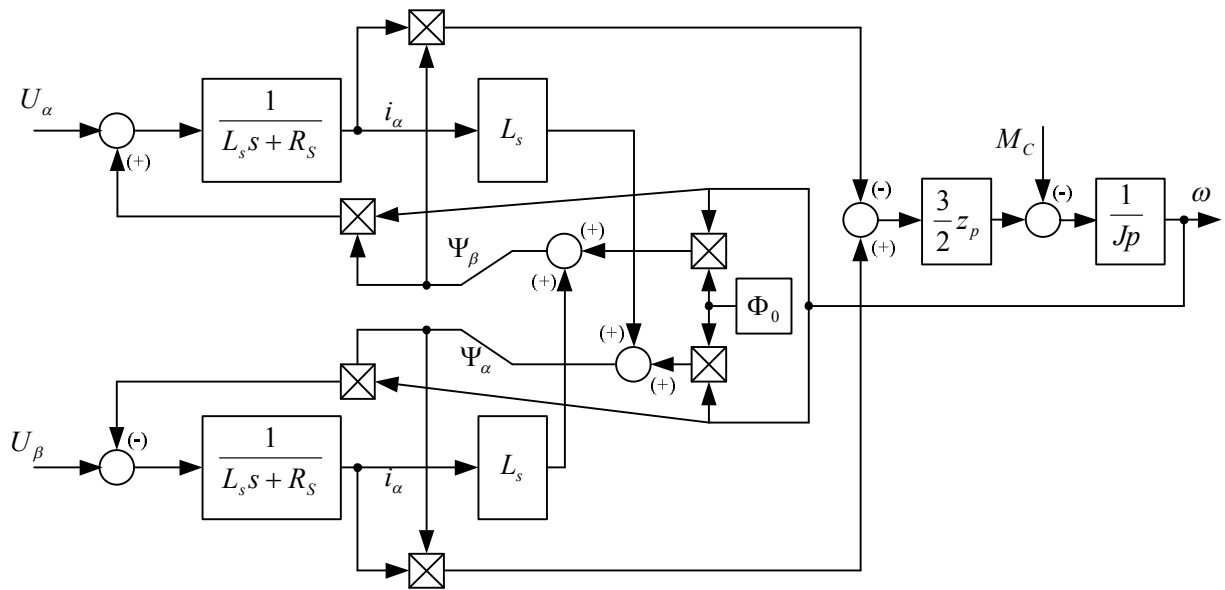 U_α
(+)
1
L_s s + R_S
i_α
L_s
Ψ_β
(+)
(+)
Φ_0
(+)
(+)
Ψ_α
U_β
(-)
1
L_s s + R_S
i_α
L_s
(-)
(+)
3
2
z_p
M_C
(-)
1
Jp
ω